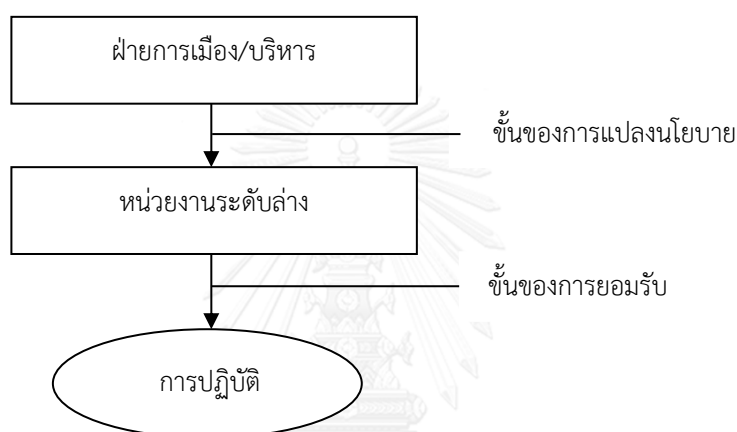 ฝ่ายการเมือง/บริหาร
ขั้นของการแปลงนโยบาย
หน่วยงานระดับล่าง
ขั้นของการยอมรับ
การปฏิบัติ